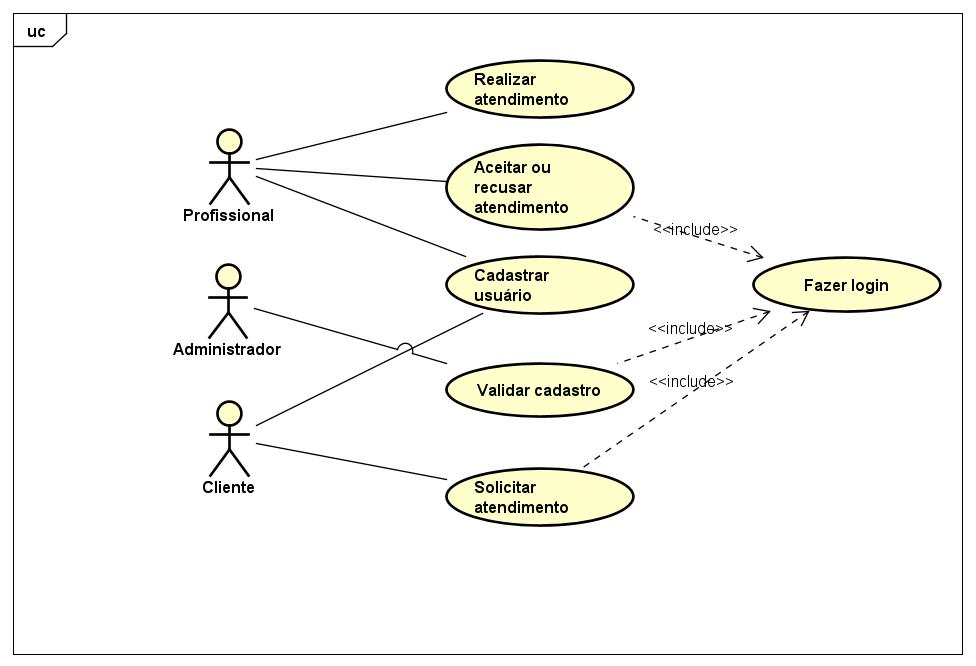 uc
Realizar
atendimento
Aceitar ou
recusar
atendimento
Profissional
<<include>>
Cadastrar
usuário
Fazer login
Administrador
<<include>>
Validar cadastro
<<include>>
Cliente
Solicitar
atendimento